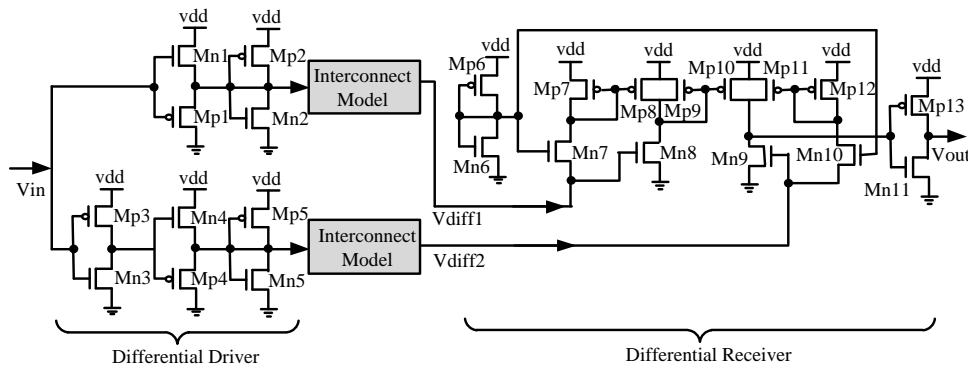 vdd
vdd
Mn1
Mp2
Mp1
Mn2
Interconnect
Model
vdd
Mp6
Mn6
vdd
vdd
vdd
vdd
vdd
Mp7
Mp8
Mp9
Mp10
Mp11
Mp12
Mp13
Mn7
Mn8
Mn9
Mn10
Mn11
Vout
Vin
vdd
vdd
vdd
Mp3
Mn4
Mp5
Mn3
Mp4
Mn5
Interconnect
Model
Vdiff1
Vdiff2
Differential Driver
Differential Receiver